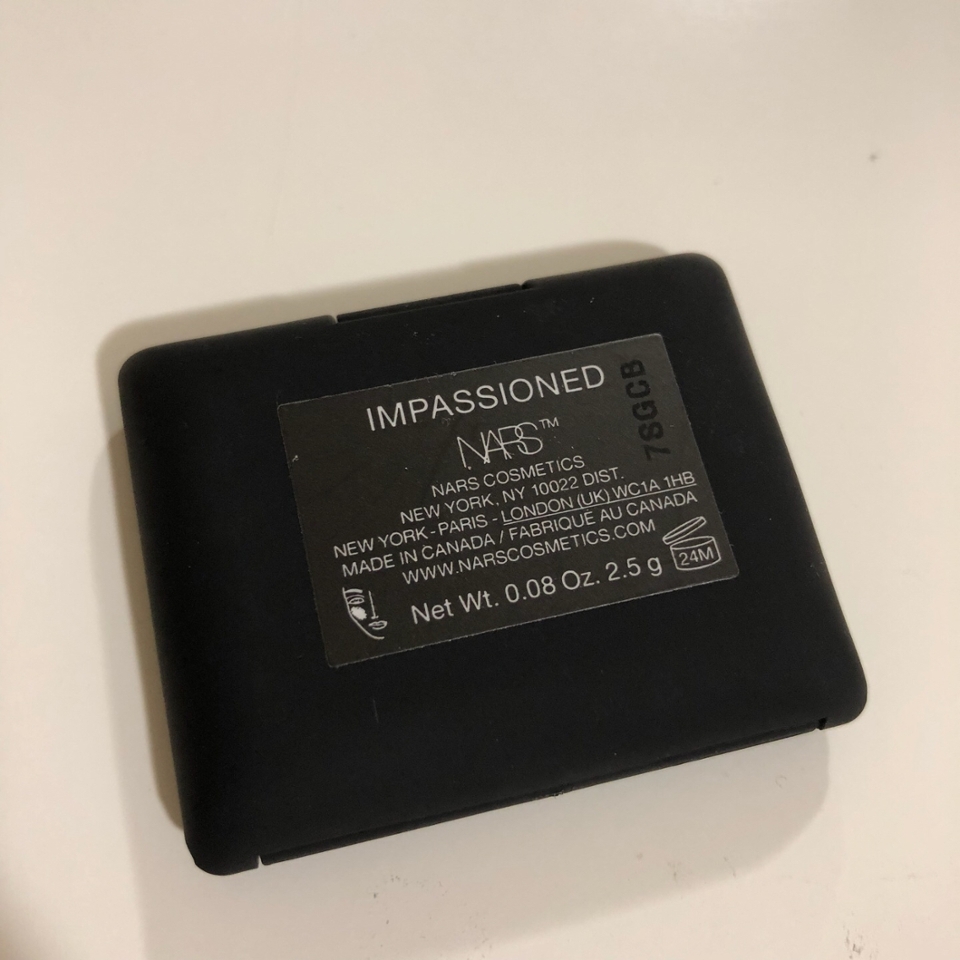 IMPASSIONED
NARS™
NARS COSMETICS
NEW YORK, NY 10022 DIST.
NEW YORK - PARIS - LONDON (UK) WC1A 1HB
MADE IN CANADA / FABRIQUE AU CANADA
WWW.NARSCOSMETICS.COM
Net Wt. 0.08 Oz. 2.5 g
24M
7SGCB